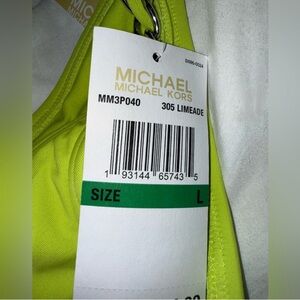 MICHAEL
MICHAEL KORS
MM3P040 305 LIMEADE
1 93144 65743 5
SIZE L